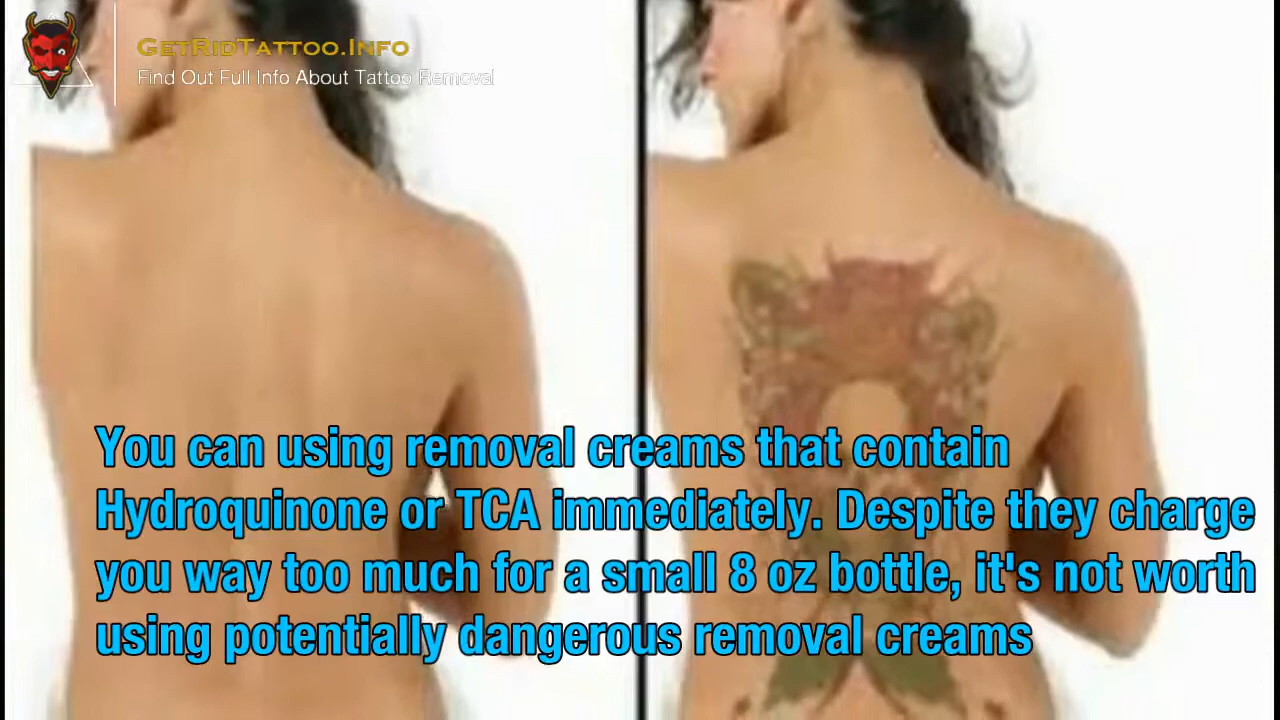 GetRidTattoo.Info
Find Out Full Info About Tattoo Removal
You can using removal creams that contain
Hydroquinone or TCA immediately. Despite they charge
you way too much for a small 8 oz bottle, it's not worth
using potentially dangerous removal creams